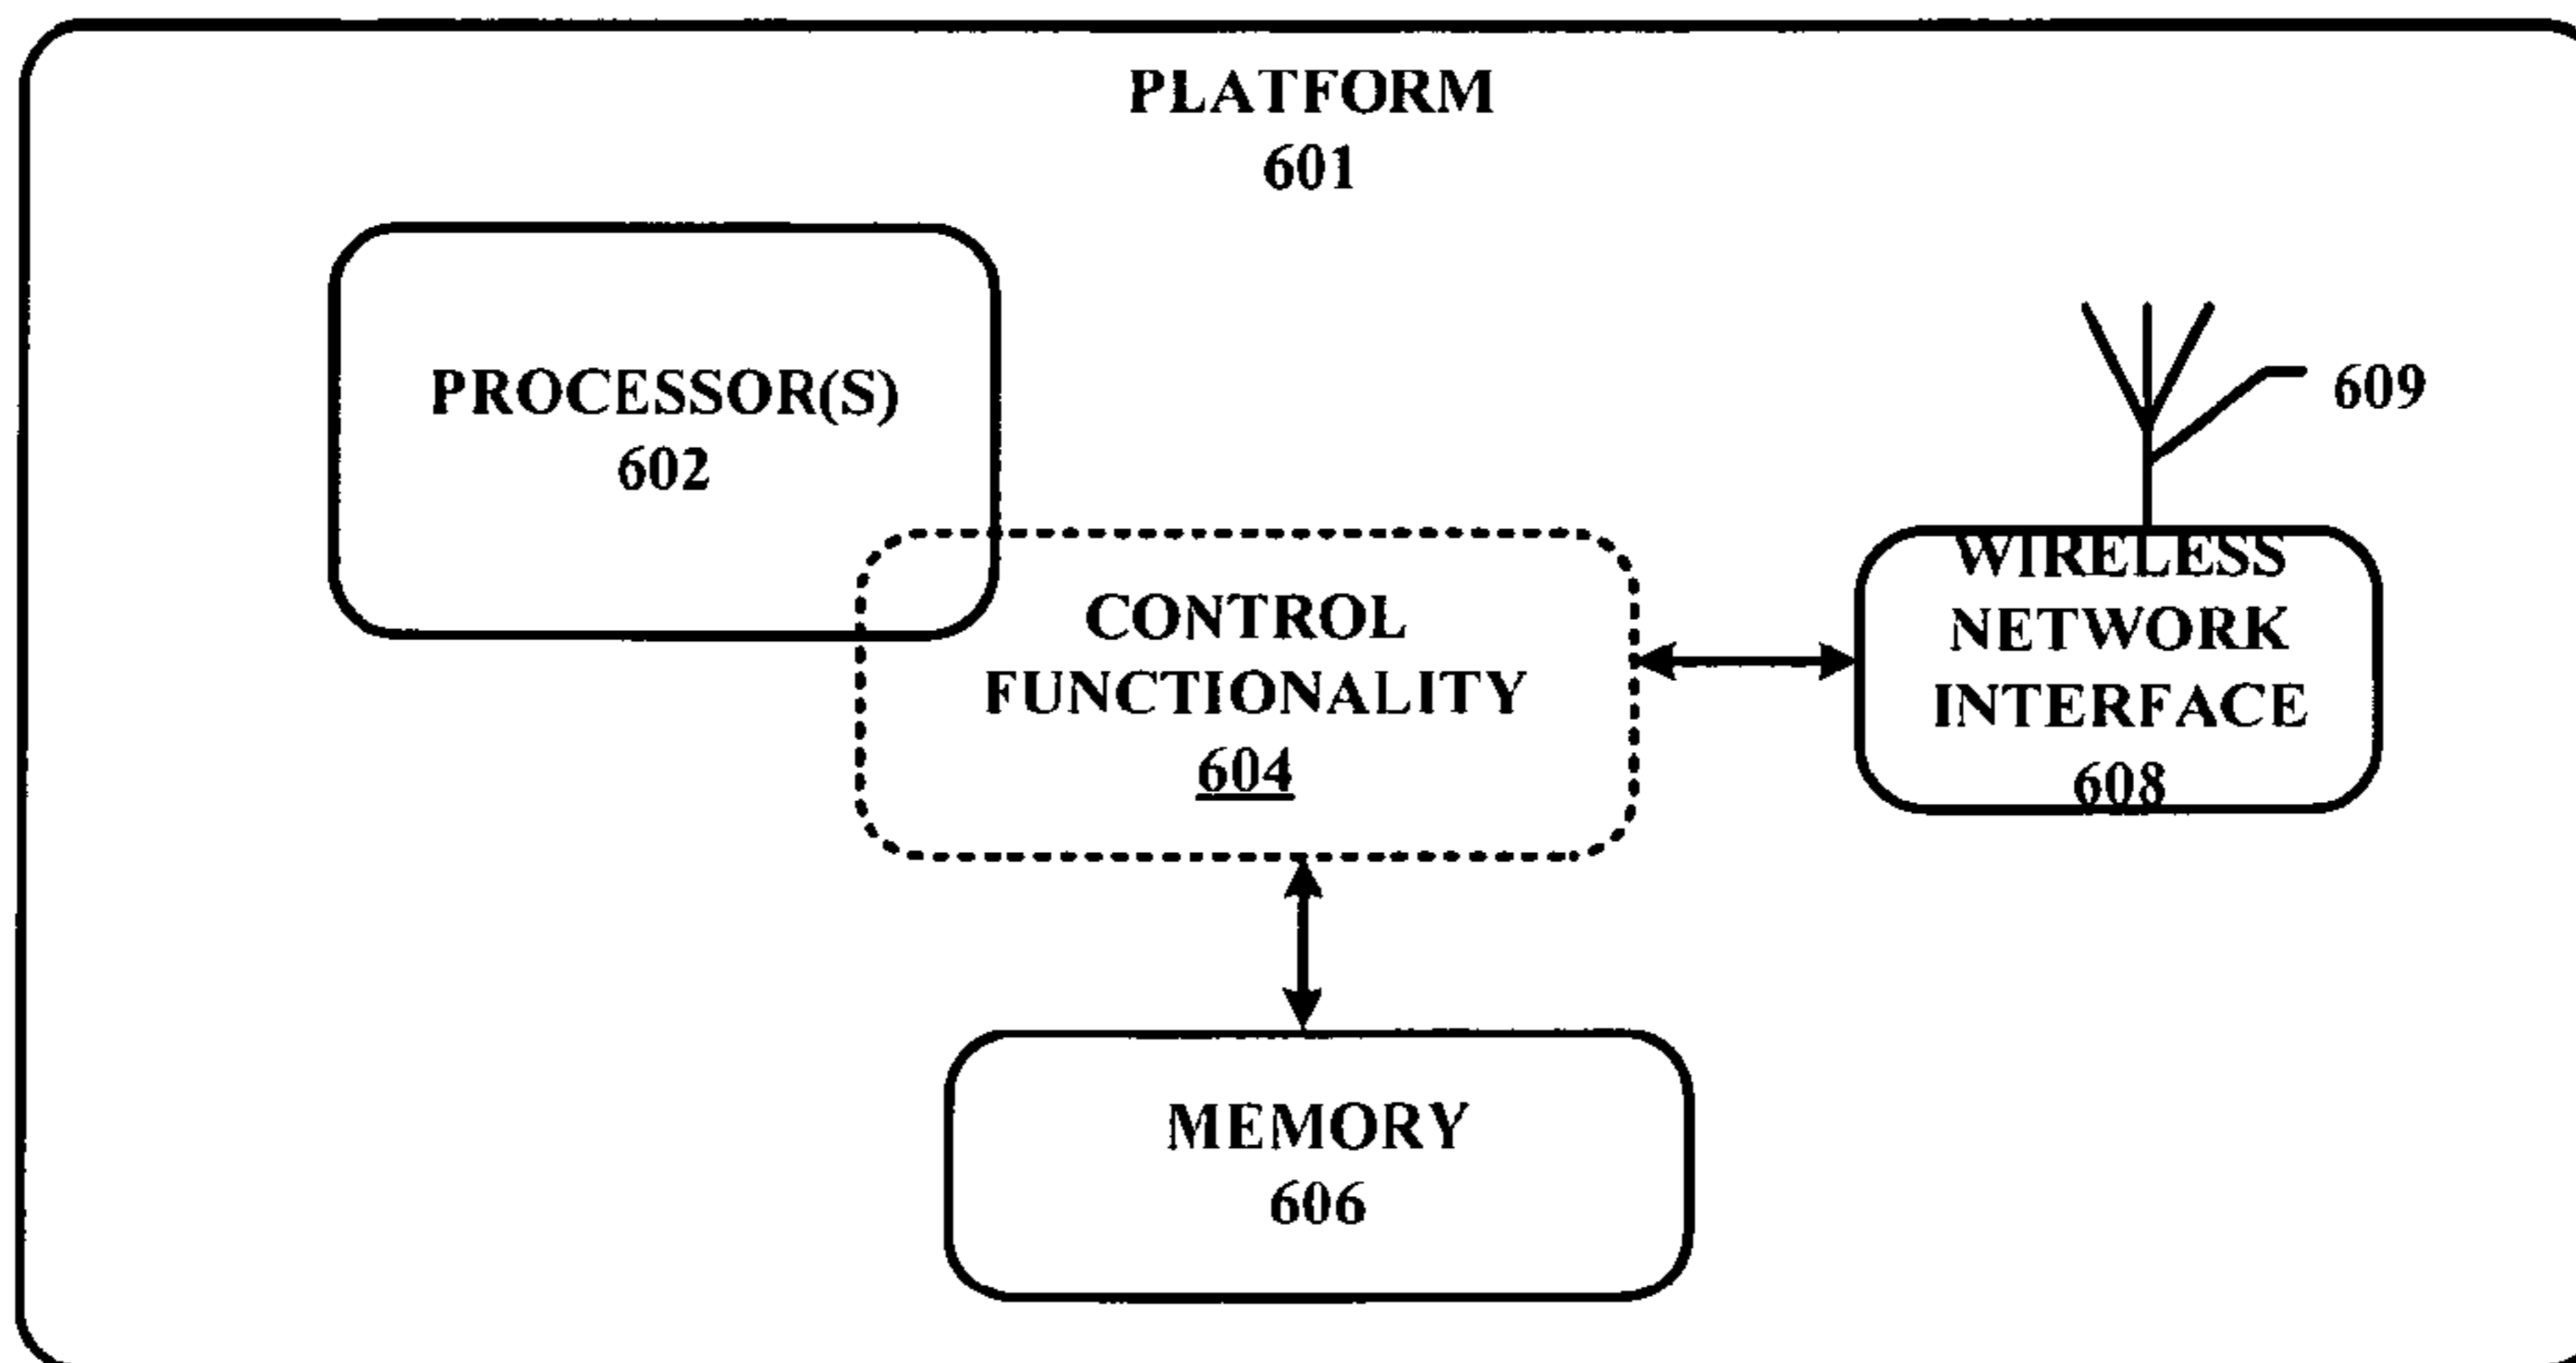 PLATFORM
601
PROCESSOR(S)
602
609
CONTROL
FUNCTIONALITY
604
WIRELESS
NETWORK
INTERFACE
608
MEMORY
606